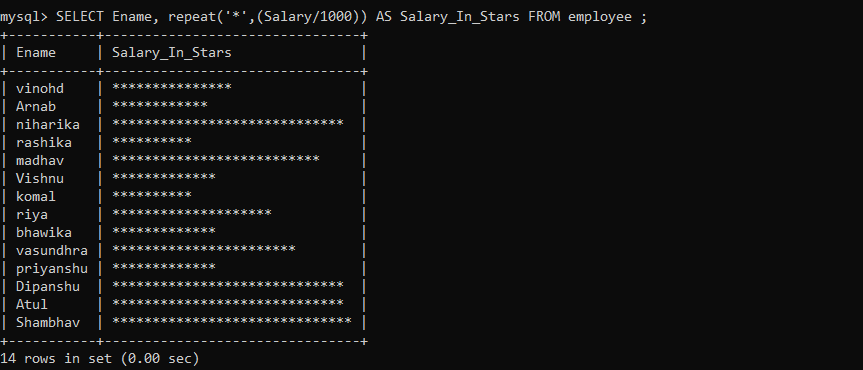 mysql> SELECT Ename, repeat('*',(Salary/1000)) AS Salary_In_Stars FROM employee ;
+-----------+--------------------------------+
| Ename     | Salary_In_Stars                |
+-----------+--------------------------------+
| vinohd    | ***************                |
| Arnab     | ************                   |
| niharika  | *****************************  |
| rashika   | **********                     |
| madhav    | **************************     |
| Vishnu    | *************                  |
| komal     | **********                     |
| riya      | ********************           |
| bhawika   | *************                  |
| vasundhra | ***********************        |
| priyanshu | *************                  |
| Dipanshu  | *****************************  |
| Atul      | *****************************  |
| Shambhav  | ****************************** |
+-----------+--------------------------------+
14 rows in set (0.00 sec)